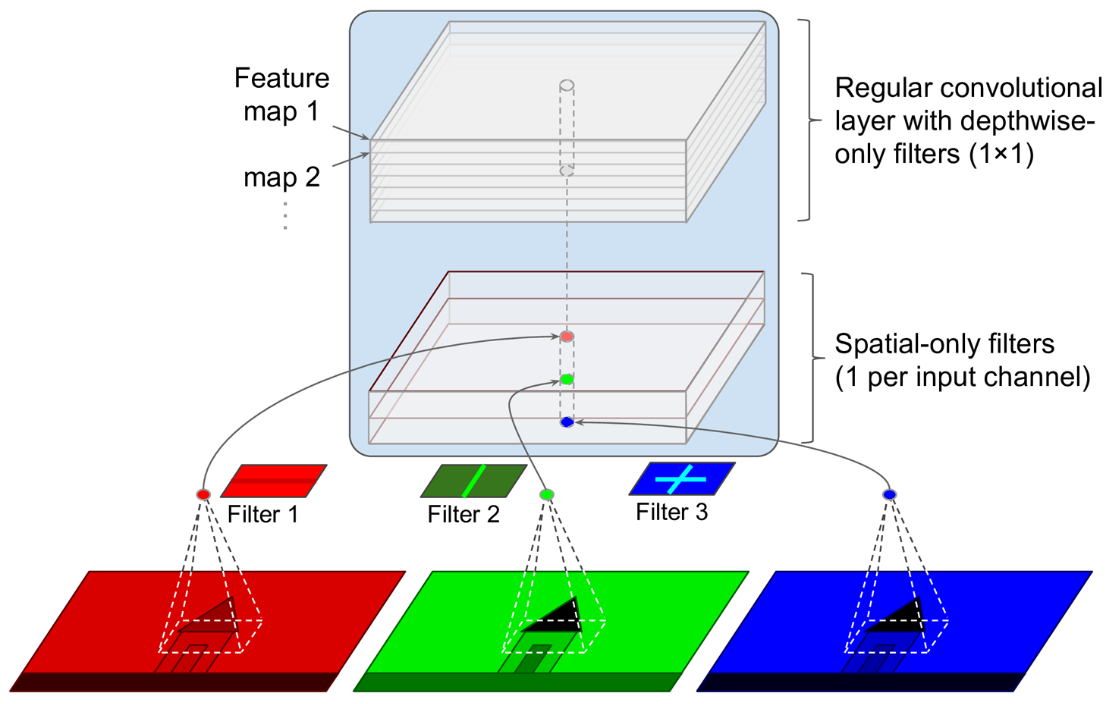 Feature
map 1
map 2
Regular convolutional
layer with depthwise-
only filters (1×1)
Spatial-only filters
(1 per input channel)
Filter 1
Filter 2
Filter 3